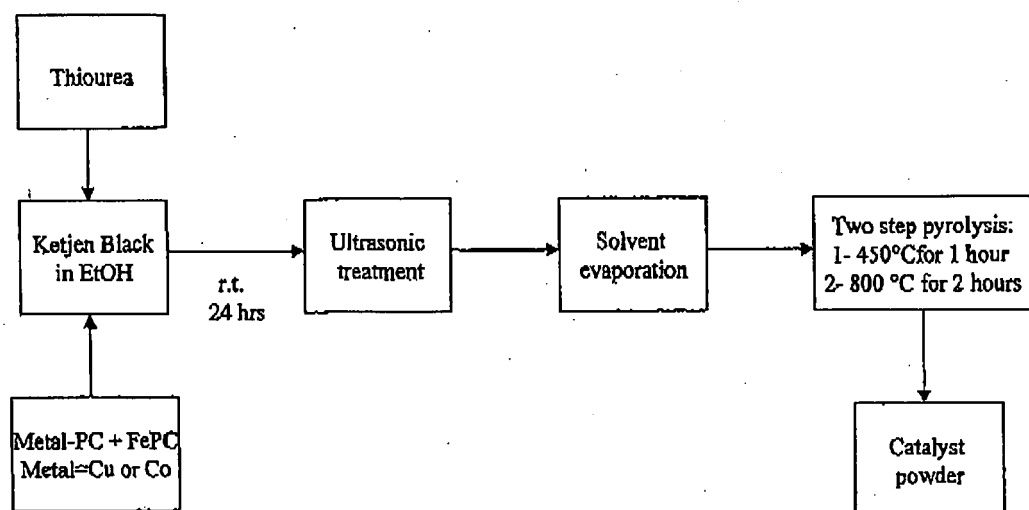 Thiourea
Ketjen Black
in EtOH
r.t.
24 hrs
Ultrasonic
treatment
Solvent
evaporation
Two step pyrolysis:
1- 450°Cfor 1 hour
2- 800 °C for 2 hours
Metal-PC + FePC
Metal=Cu or Co
Catalyst
powder